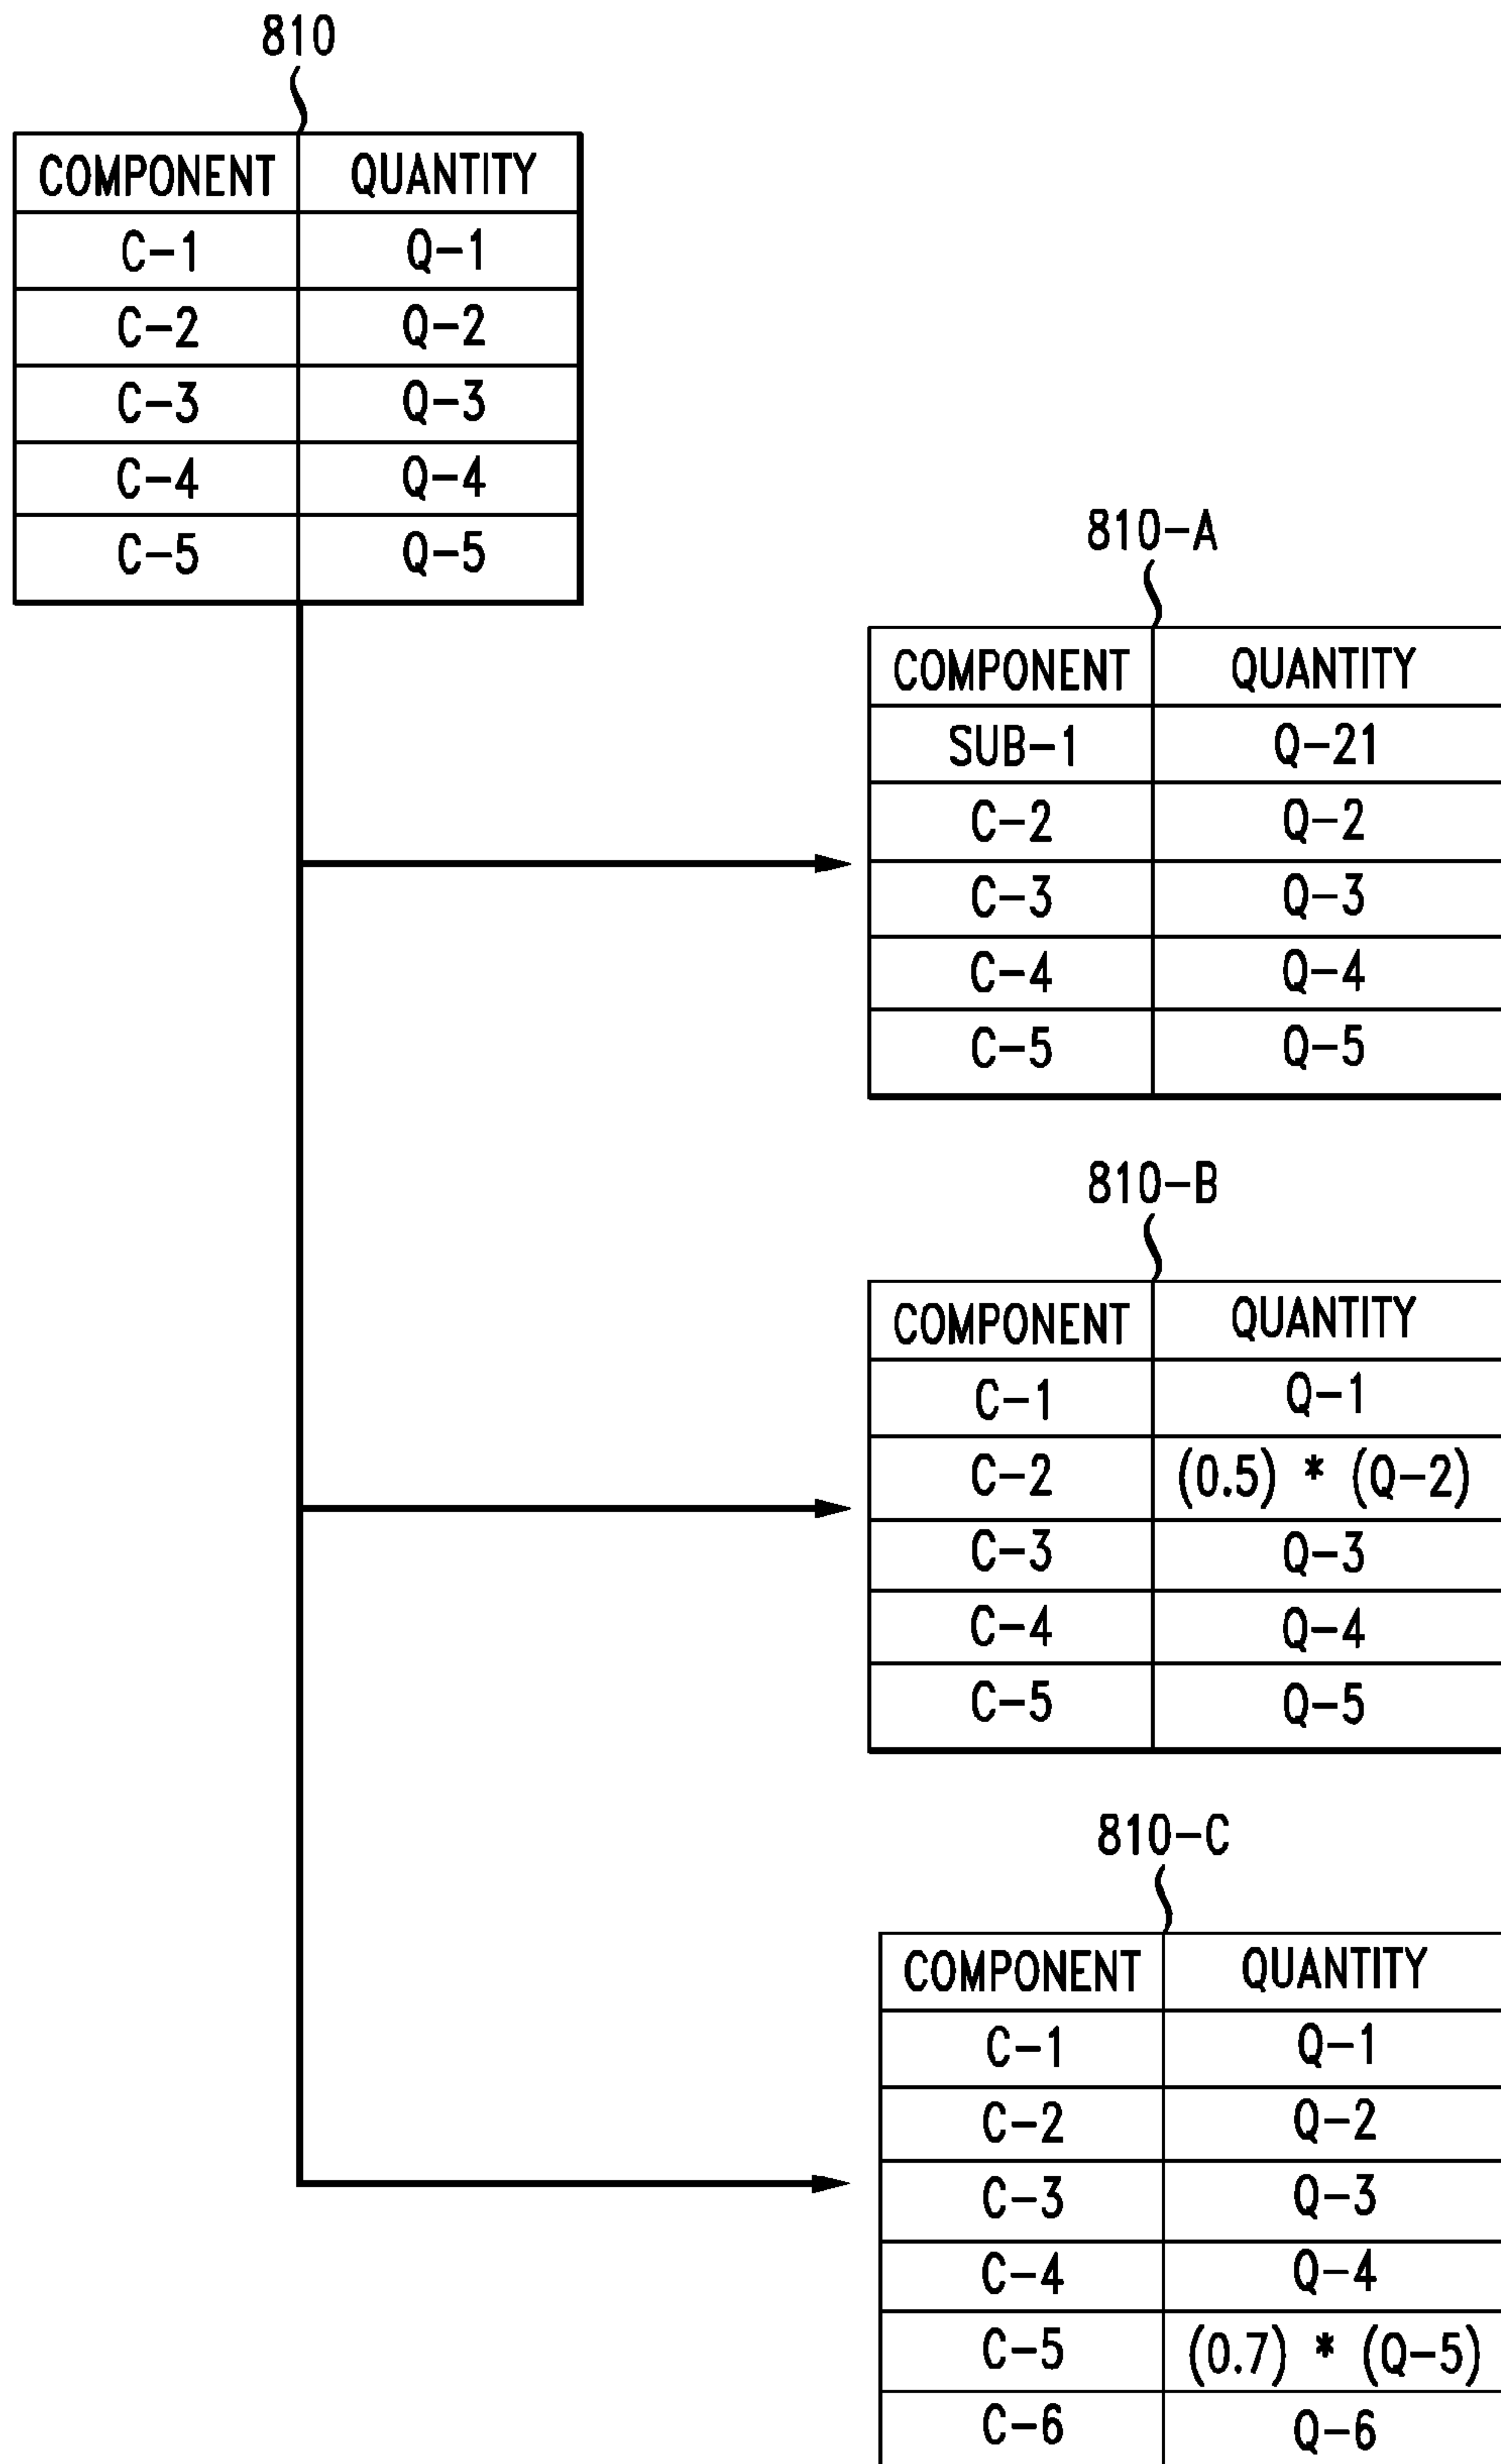 810
COMPONENT QUANTITY
C-1 Q-1
C-2 Q-2
C-3 Q-3
C-4 Q-4
C-5 Q-5
810-A
COMPONENT QUANTITY
SUB-1 Q-21
C-2 Q-2
C-3 Q-3
C-4 Q-4
C-5 Q-5
810-B
COMPONENT QUANTITY
C-1 Q-1
C-2 (0.5) * (Q-2)
C-3 Q-3
C-4 Q-4
C-5 Q-5
810-C
COMPONENT QUANTITY
C-1 Q-1
C-2 Q-2
C-3 Q-3
C-4 Q-4
C-5 (0.7) * (Q-5)
C-6 Q-6